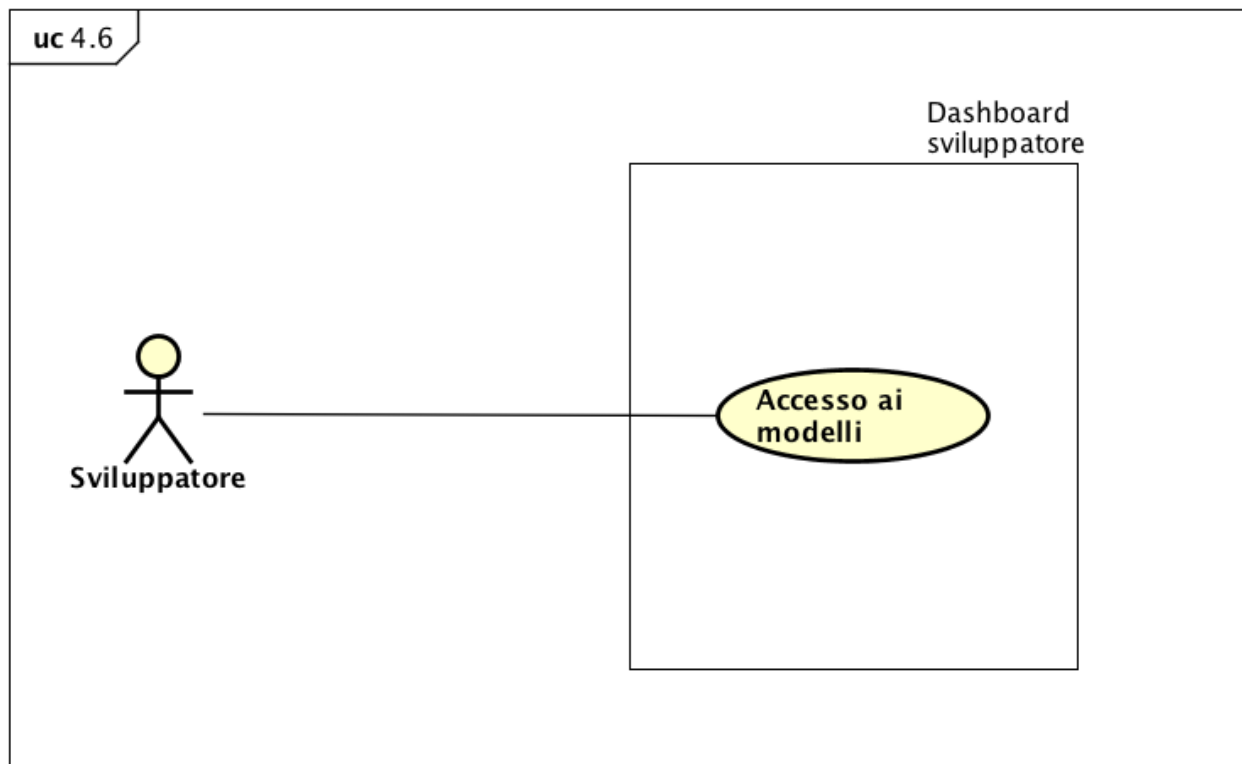 uc 4.6
Dashboard
sviluppatore
Accesso ai
modelli
Sviluppatore